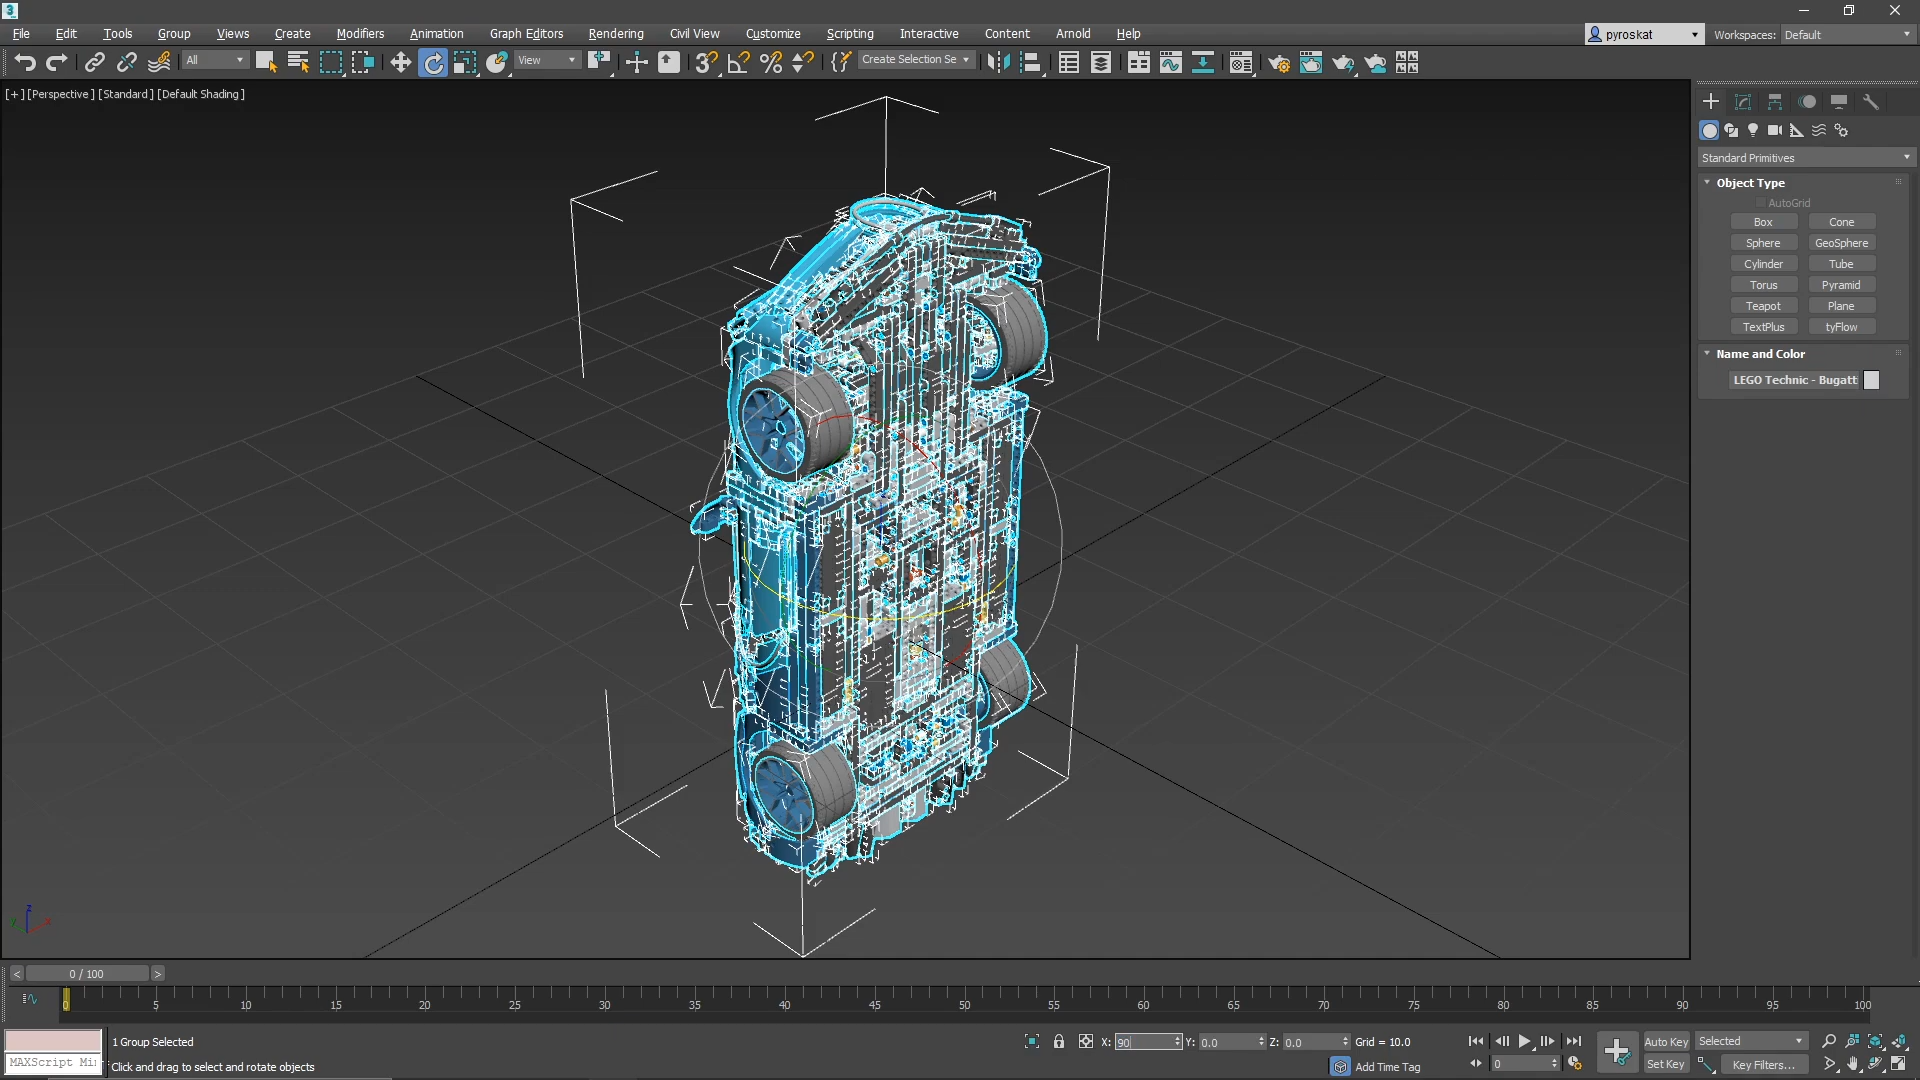 File Edit Tools Group Views Create Modifiers Animation Graph Editors Rendering Civil View Customize Scripting Interactive Content Arnold Help
pyroskat
Workspaces: Default
All
View
Create Selection Se
[+] [Perspective] [Standard] [Default Shading]
Standard Primitives
Object Type
AutoGrid
Box Cone
Sphere GeoSphere
Cylinder Tube
Torus Pyramid
Teapot Plane
TextPlus tyFlow
Name and Color
LEGO Technic - Bugatt
z
y x
< 0 / 100 >
0 5 10 15 20 25 30 35 40 45 50 55 60 65 70 75 80 85 90 95 100
1 Group Selected
X: 90 Y: 0.0 Z: 0.0 Grid = 10.0
Auto Key Selected
MAXScript Mi
Click and drag to select and rotate objects
Add Time Tag
0
Set Key Key Filters...